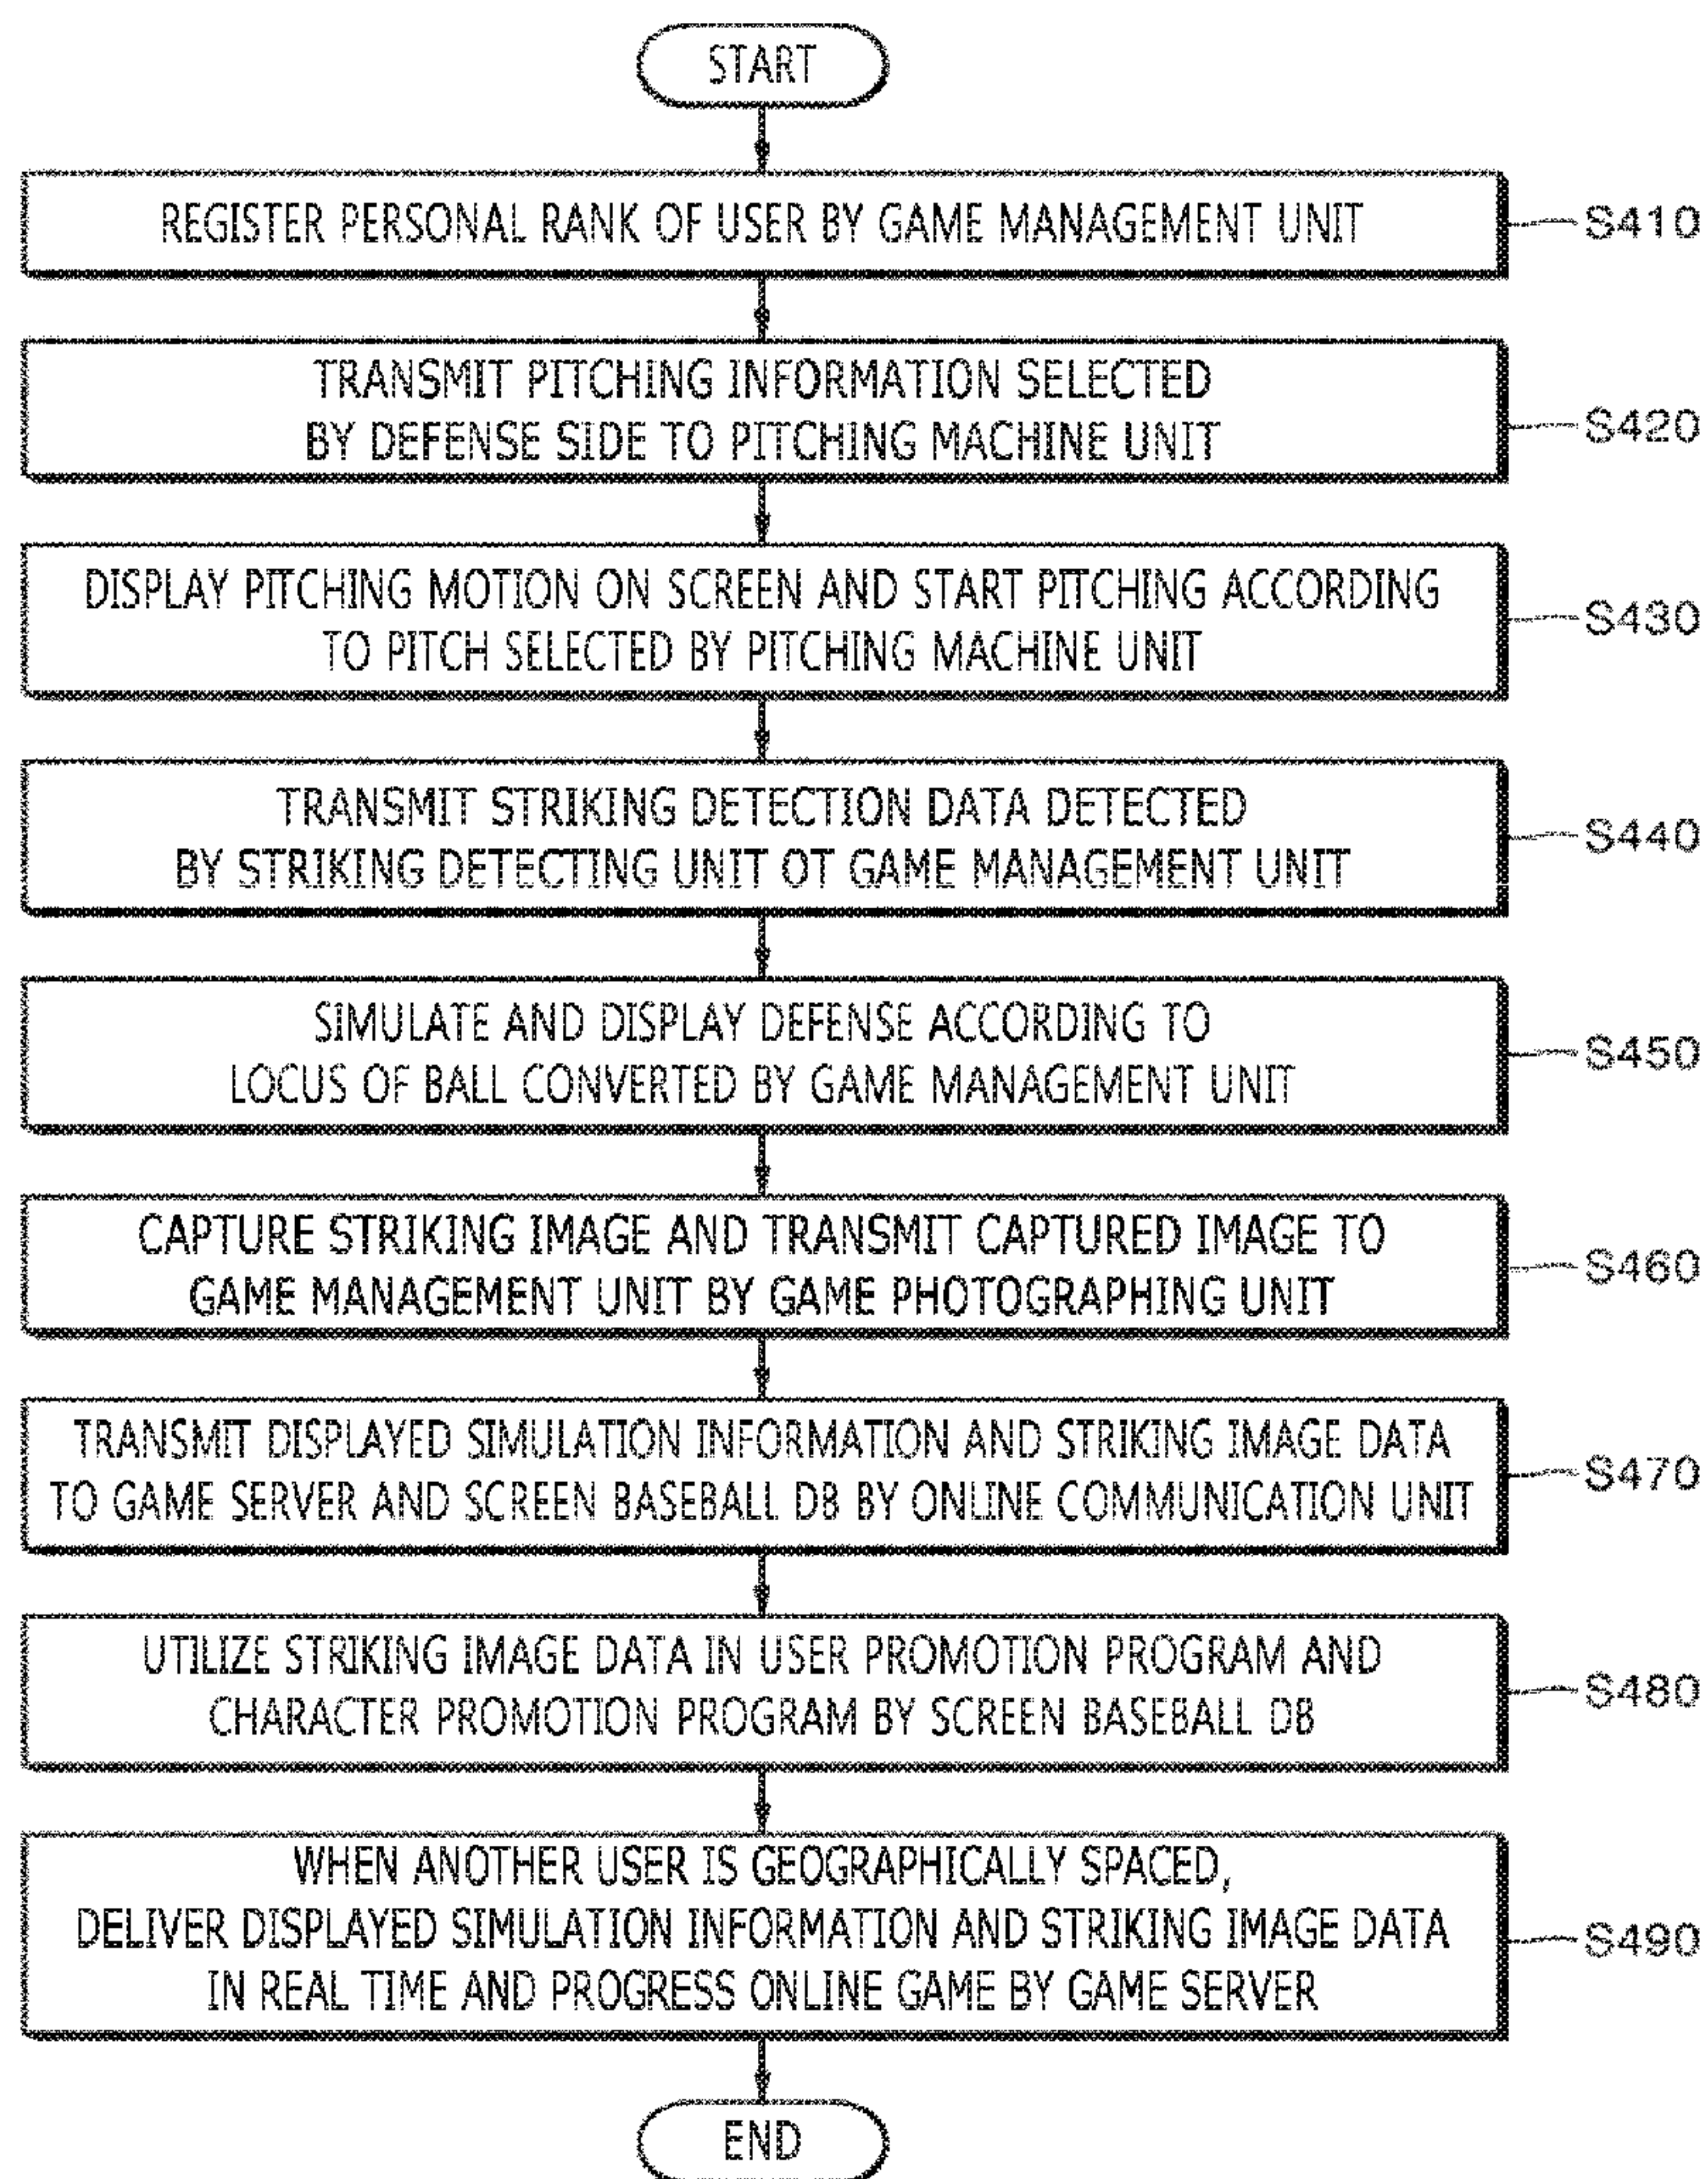 START
REGISTER PERSONAL RANK OF USER BY GAME MANAGEMENT UNIT
S410
TRANSMIT PITCHING INFORMATION SELECTED
BY DEFENSE SIDE TO PITCHING MACHINE UNIT
S420
DISPLAY PITCHING MOTION ON SCREEN AND START PITCHING ACCORDING
TO PITCH SELECTED BY PITCHING MACHINE UNIT
S430
TRANSMIT STRIKING DETECTION DATA DETECTED
BY STRIKING DETECTING UNIT OT GAME MANAGEMENT UNIT
S440
SIMULATE AND DISPLAY DEFENSE ACCORDING TO
LOCUS OF BALL CONVERTED BY GAME MANAGEMENT UNIT
S450
CAPTURE STRIKING IMAGE AND TRANSMIT CAPTURED IMAGE TO
GAME MANAGEMENT UNIT BY GAME PHOTOGRAPHING UNIT
S460
TRANSMIT DISPLAYED SIMULATION INFORMATION AND STRIKING IMAGE DATA
TO GAME SERVER AND SCREEN BASEBALL DB BY ONLINE COMMUNICATION UNIT
S470
UTILIZE STRIKING IMAGE DATA IN USER PROMOTION PROGRAM AND
CHARACTER PROMOTION PROGRAM BY SCREEN BASEBALL DB
S480
WHEN ANOTHER USER IS GEOGRAPHICALLY SPACED,
DELIVER DISPLAYED SIMULATION INFORMATION AND STRIKING IMAGE DATA
IN REAL TIME AND PROGRESS ONLINE GAME BY GAME SERVER
S490
END